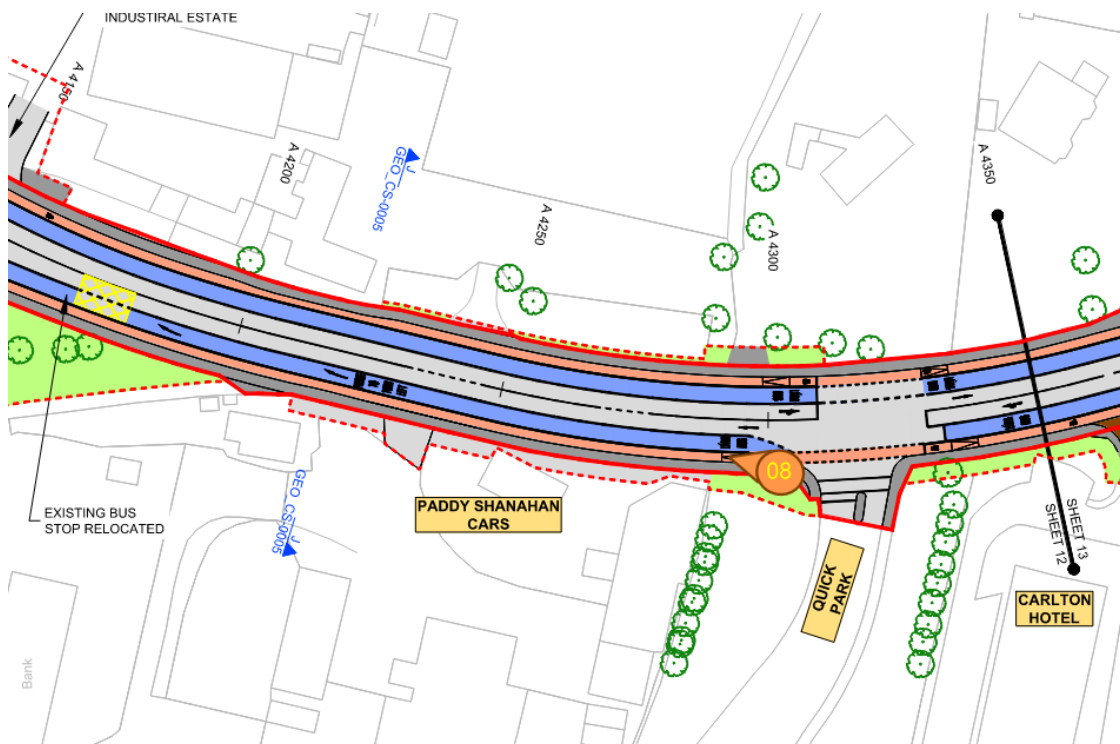 INDUSTIRAL ESTATE
A 4150
A 4200
J
GEO_CS-0005
A 4250
A 4300
A 4350
08
EXISTING BUS
STOP RELOCATED
GEO_CS-0005
J
PADDY SHANAHAN
CARS
QUICK
PARK
SHEET 13
SHEET 12
CARLTON
HOTEL
Bank